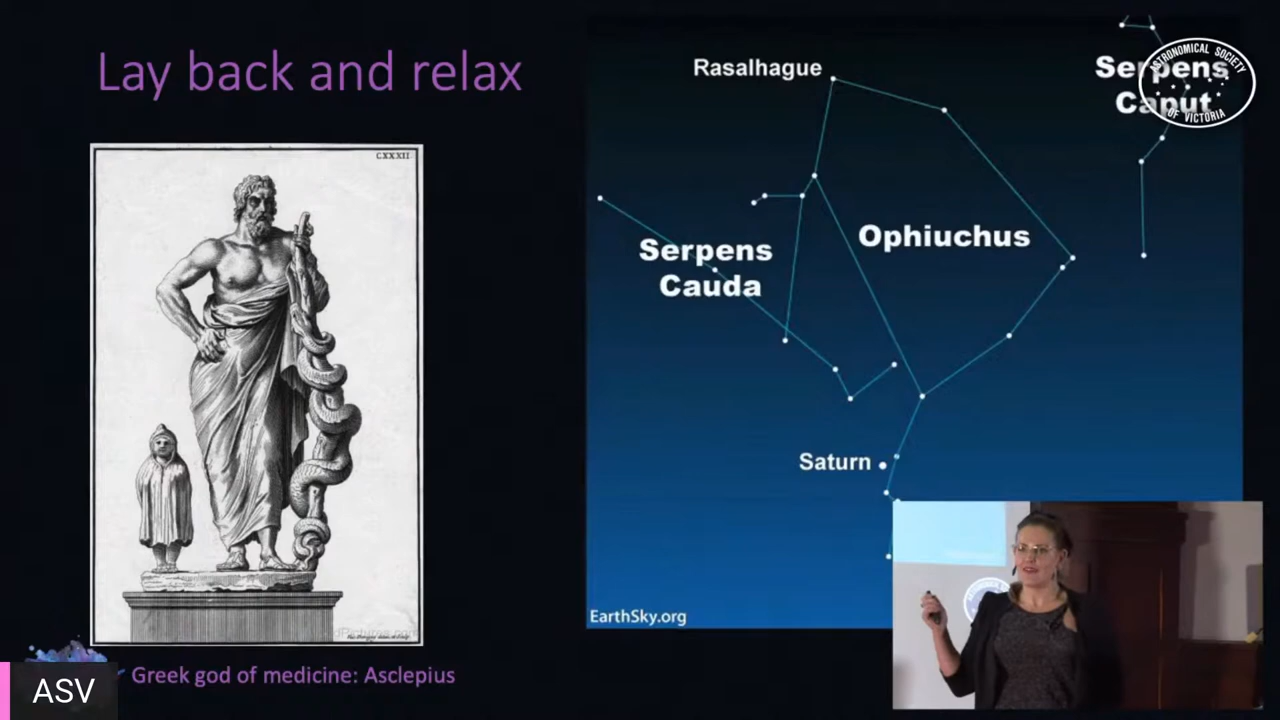 Lay back and relax
CXXXII
Rasalhague
Serpens
Caput
ASTRONOMICAL SOCIETY
OF VICTORIA
Ophiuchus
Serpens
Cauda
Saturn
EarthSky.org
Greek god of medicine: Asclepius
ASV